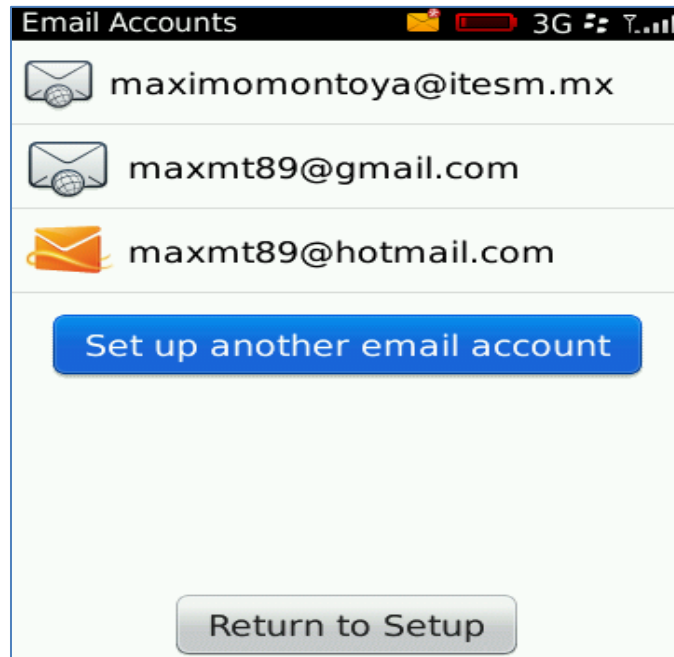 Email Accounts 3G
maximomontoya@itesm.mx
maxmt89@gmail.com
maxmt89@hotmail.com
Set up another email account
Return to Setup